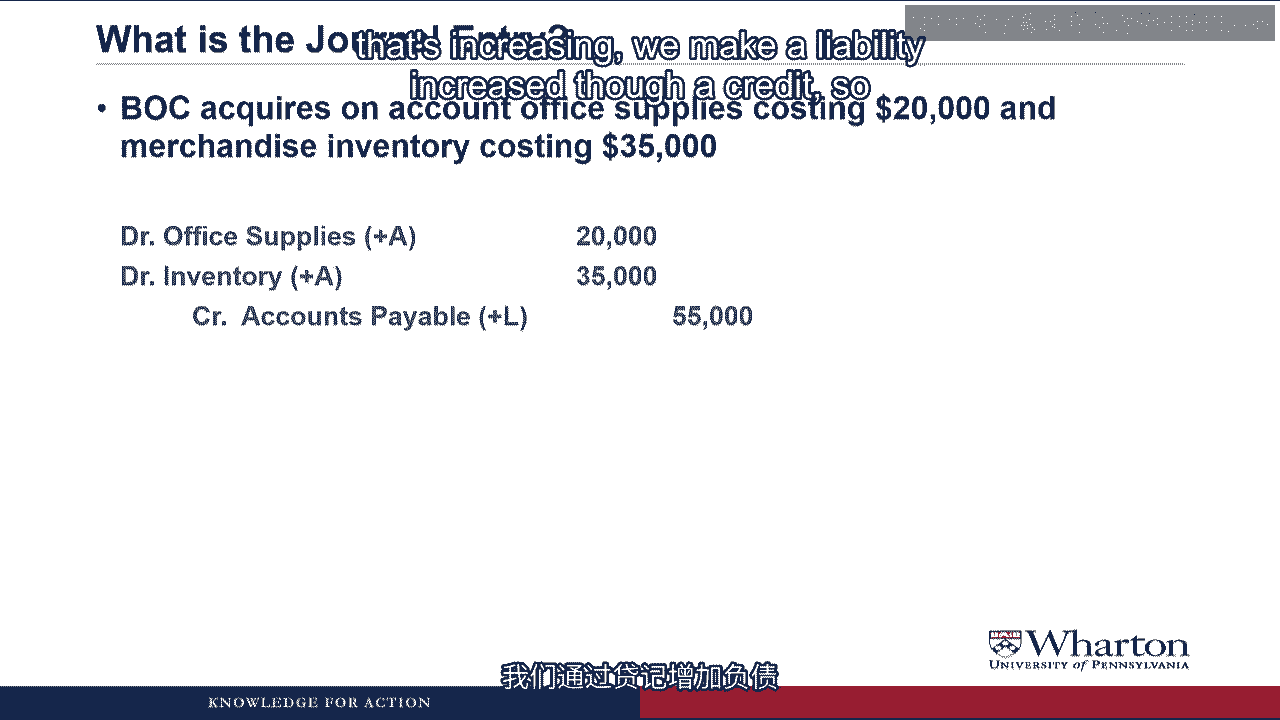 What is the Journal Entry?
that's increasing, we make a liability
increased though a credit, so
• BOC acquires on account office supplies costing $20,000 and
merchandise inventory costing $35,000
Dr. Office Supplies (+A) 20,000
Dr. Inventory (+A) 35,000
Cr. Accounts Payable (+L) 55,000
Wharton
UNIVERSITY of PENNSYLVANIA
我们通过贷记增加负债
KNOWLEDGE FOR ACTION